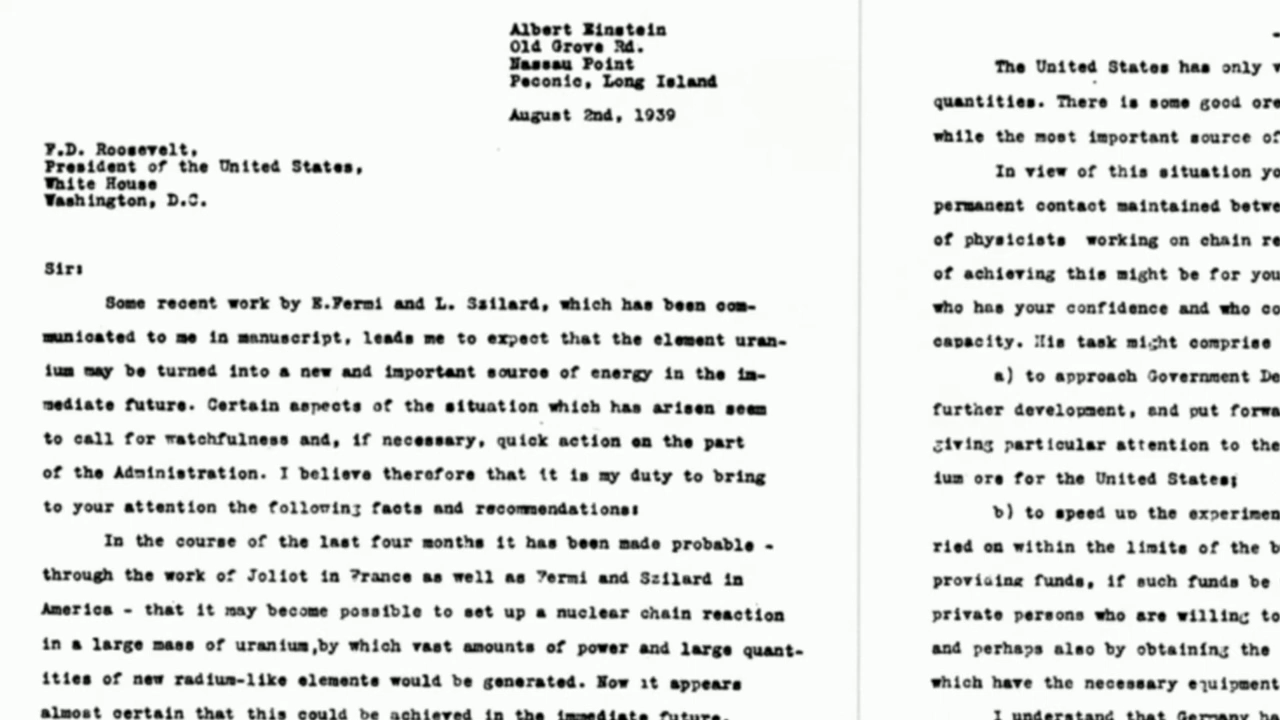 Albert Einstein
Old Grove Rd.
Nassau Point
Peconic, Long Island
August 2nd, 1939
F.D. Roosevelt,
President of the United States,
White House
Washington, D.C.
Sir:
Some recent work by E.Fermi and L. Szilard, which has been com-
municated to me in manuscript, leads me to expect that the element uran-
ium may be turned into a new and important source of energy in the im-
mediate future. Certain aspects of the situation which has arisen seem
to call for watchfulness and, if necessary, quick action on the part
of the Administration. I believe therefore that it is my duty to bring
to your attention the following facts and recommendations:
In the course of the last four months it has been made probable -
through the work of Joliot in France as well as Fermi and Szilard in
America - that it may become possible to set up a nuclear chain reaction
in a large mass of uranium,by which vast amounts of power and large quant-
ities of new radium-like elements would be generated. Now it appears
almost certain that this could be achieved in the immediate future.
The United States has only
quantities. There is some good ore
while the most important source of
In view of this situation
permanent contact maintained
of physicists working on chain
of achieving this might be for you
who has your confidence and who
capacity. His task might comprise
a) to approach Government
further development, and put
giving particular attention to the
ium ore for the United States;
b) to speed up the
ried on within the limits of the
providing funds, if such funds be
private persons who are willing to
and perhaps also by obtaining the
which have the necessary equipment
I understand that Germany